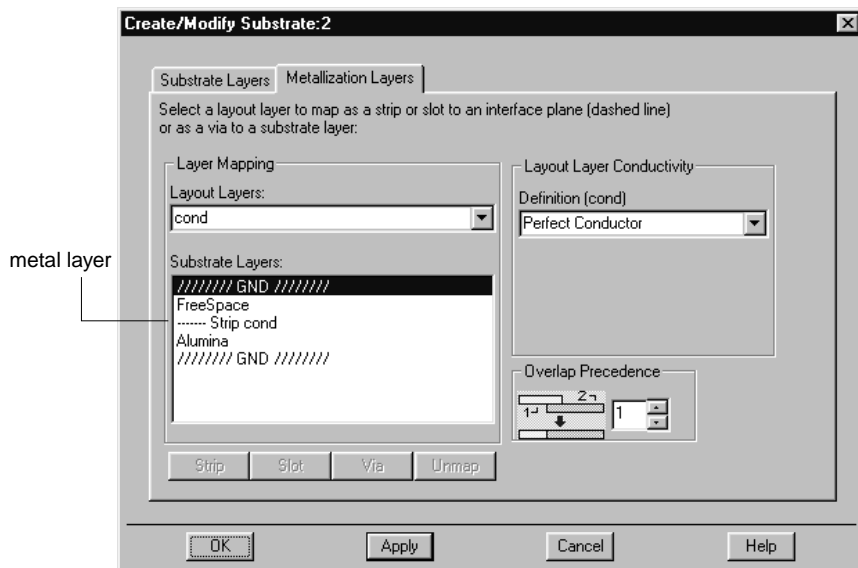 Create/Modify Substrate:2
Substrate Layers
Metallization Layers
Select a layout layer to map as a strip or slot to an interface plane (dashed line)
or as a via to a substrate layer:
Layer Mapping
Layout Layers:
cond
Substrate Layers:
//////// GND ////////
FreeSpace
------ Strip cond
Alumina
//////// GND ////////
metal layer
Strip
Slot
Via
Unmap
Layout Layer Conductivity
Definition (cond)
Perfect Conductor
Overlap Precedence
1
2
1
OK
Apply
Cancel
Help